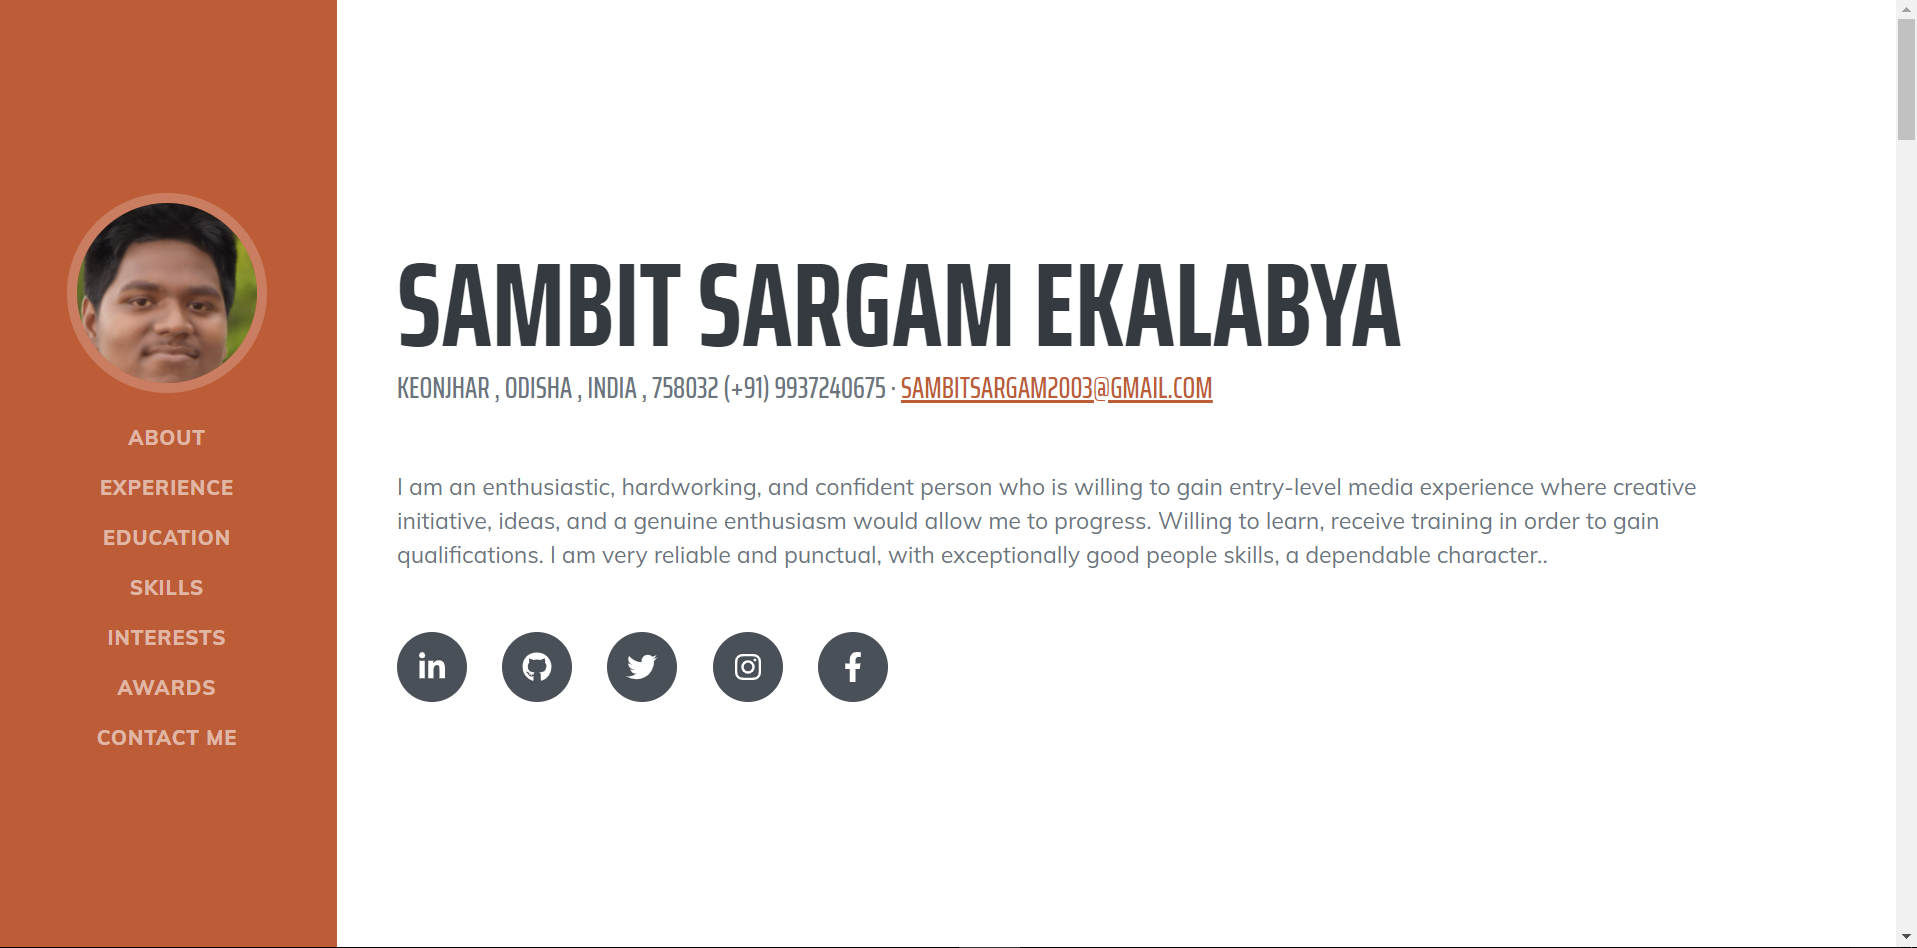 ABOUT
EXPERIENCE
EDUCATION
SKILLS
INTERESTS
AWARDS
CONTACT ME
SAMBIT SARGAM EKALABYA
KEONJHAR , ODISHA , INDIA , 758032 (+91) 9937240675 · SAMBITSARGAM2003@GMAIL.COM
I am an enthusiastic, hardworking, and confident person who is willing to gain entry-level media experience where creative
initiative, ideas, and a genuine enthusiasm would allow me to progress. Willing to learn, receive training in order to gain
qualifications. I am very reliable and punctual, with exceptionally good people skills, a dependable character..